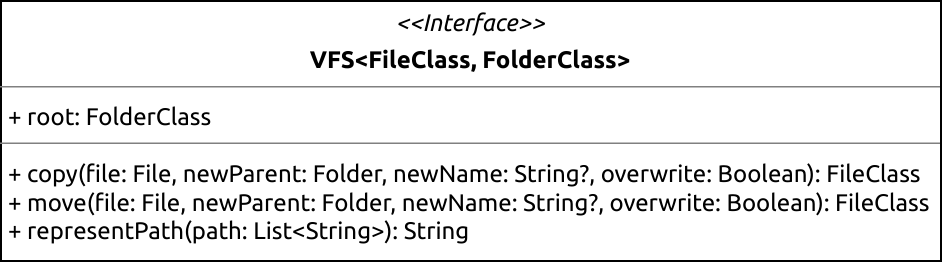 <<Interface>>
VFS<FileClass, FolderClass>
+ root: FolderClass
+ copy(file: File, newParent: Folder, newName: String?, overwrite: Boolean): FileClass
+ move(file: File, newParent: Folder, newName: String?, overwrite: Boolean): FileClass
+ representPath(path: List<String>): String